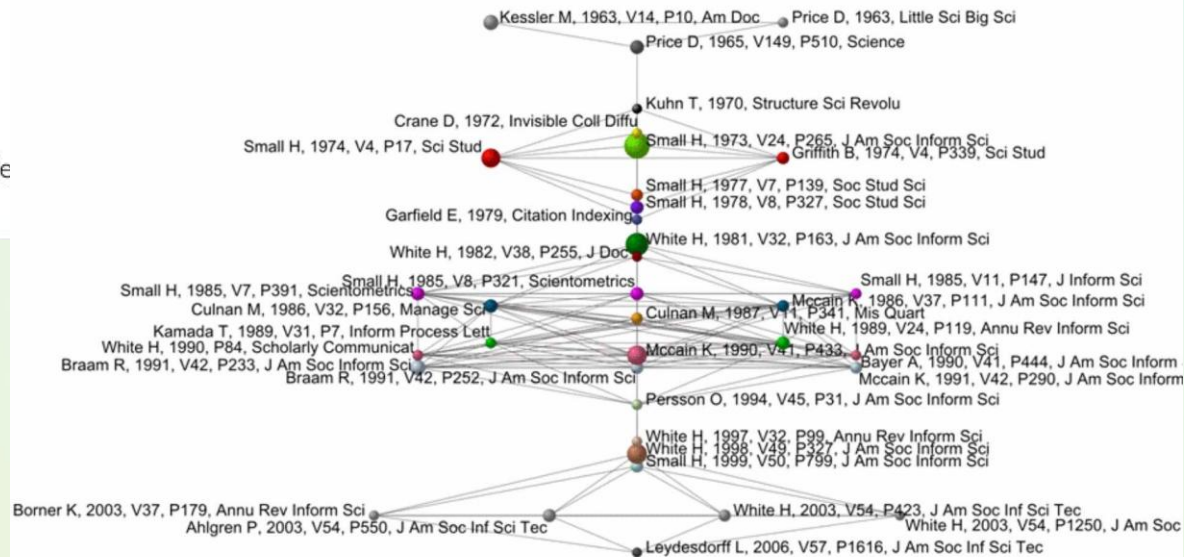 Kessler M, 1963, V14, P10, Am Doc
Price D, 1963, Little Sci Big Sci
Price D, 1965, V149, P510, Science
Kuhn T, 1970, Structure Sci Revolu
Crane D, 1972, Invisible Coll Diffu
Small H, 1973, V24, P265, J Am Soc Inform Sci
Small H, 1974, V4, P17, Sci Stud
Griffith B, 1974, V4, P339, Sci Stud
e
Small H, 1977, V7, P139, Soc Stud Sci
Small H, 1978, V8, P327, Soc Stud Sci
Garfield E, 1979, Citation Indexing
White H, 1981, V32, P163, J Am Soc Inform Sci
White H, 1982, V38, P255, J Doc
Small H, 1985, V8, P321, Scientometrics
Small H, 1985, V11, P147, J Inform Sci
Small H, 1985, V7, P391, Scientometrics
Mccain K, 1986, V37, P111, J Am Soc Inform Sci
Culnan M, 1986, V32, P156, Manage Sci
Culnan M, 1987, V11, P341, Mis Quart
Kamada T, 1989, V31, P7, Inform Process Lett
White H, 1989, V24, P119, Annu Rev Inform Sci
White H, 1990, P84, Scholarly Communicat
Mccain K, 1990, V41, P433, J Am Soc Inform Sci
Braam R, 1991, V42, P233, J Am Soc Inform Sci
Bayer A, 1990, V41, P444, J Am Soc Inform
Braam R, 1991, V42, P252, J Am Soc Inform Sci
Mccain K, 1991, V42, P290, J Am Soc Inform
Persson O, 1994, V45, P31, J Am Soc Inform Sci
White H, 1997, V32, P99, Annu Rev Inform Sci
White H, 1998, V49, P327, J Am Soc Inform Sci
Small H, 1999, V50, P799, J Am Soc Inform Sci
Borner K, 2003, V37, P179, Annu Rev Inform Sci
White H, 2003, V54, P423, J Am Soc Inf Sci Tec
Ahlgren P, 2003, V54, P550, J Am Soc Inf Sci Tec
White H, 2003, V54, P1250, J Am Soc
Leydesdorff L, 2006, V57, P1616, J Am Soc Inf Sci Tec